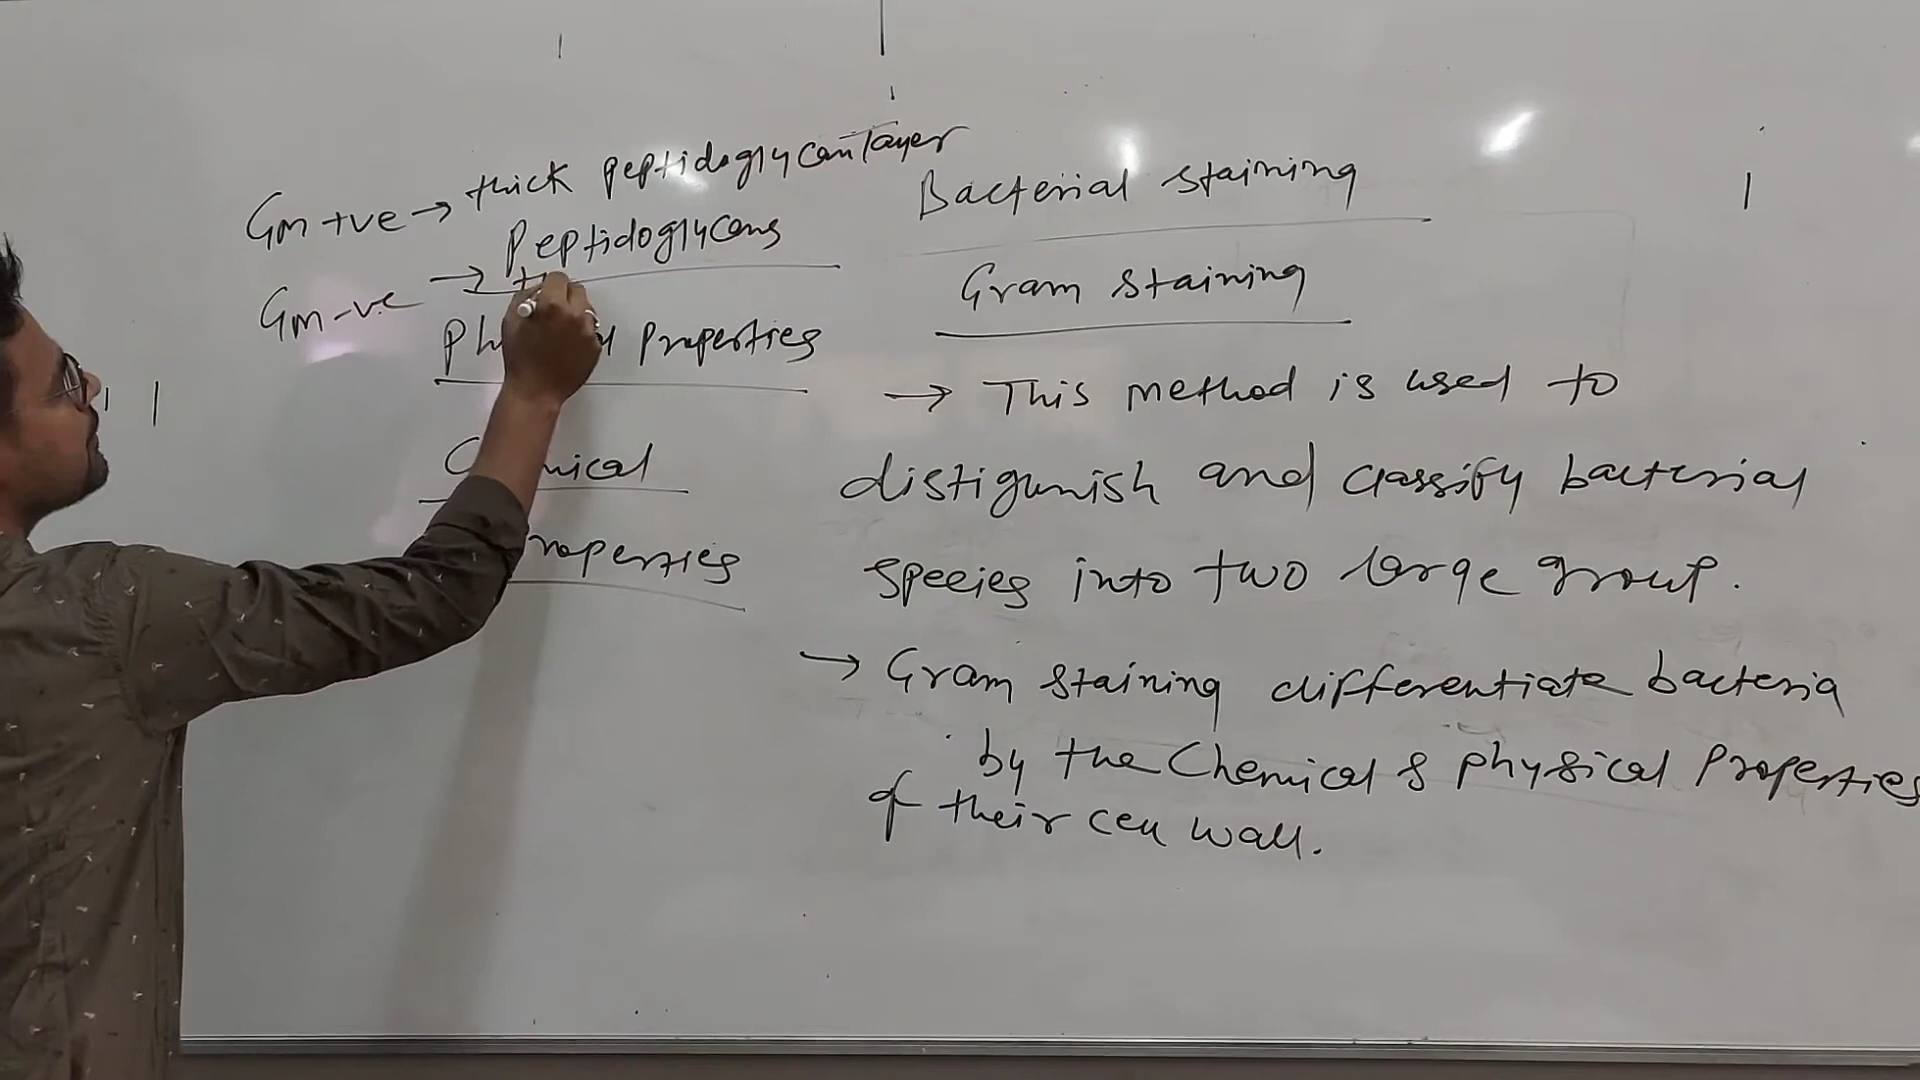 Gm +ve → thick peptidoglycan layer
Peptidoglycans
Gm -ve →
Properties
Properties
Bacterial staining
Gram staining
→ This method is used to
distigunish and classify bacterial
species into two large group.
→ Gram staining differentiate bacteria
by the Chemical & physical Properties
of their cell wall.